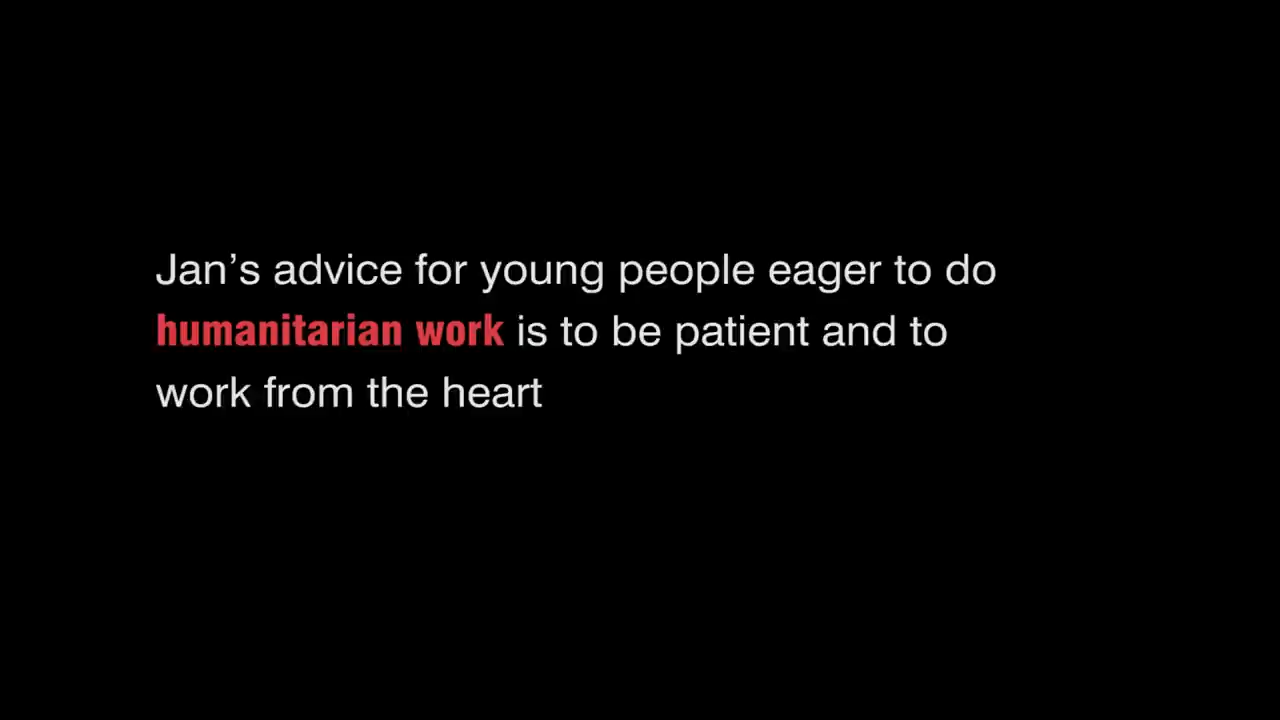 Jan’s advice for young people eager to do
humanitarian work is to be patient and to
work from the heart